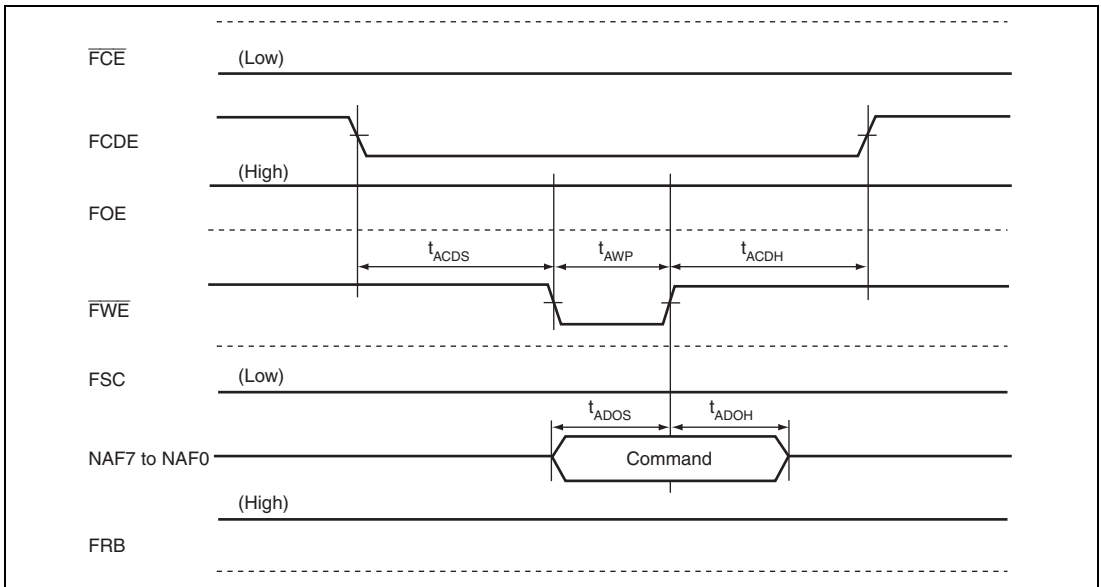 FCE
(Low)
FCDE
(High)
FOE
tACDS tAWP tACDH
FWE
FSC
(Low)
tADOS tADOH
NAF7 to NAF0
Command
(High)
FRB